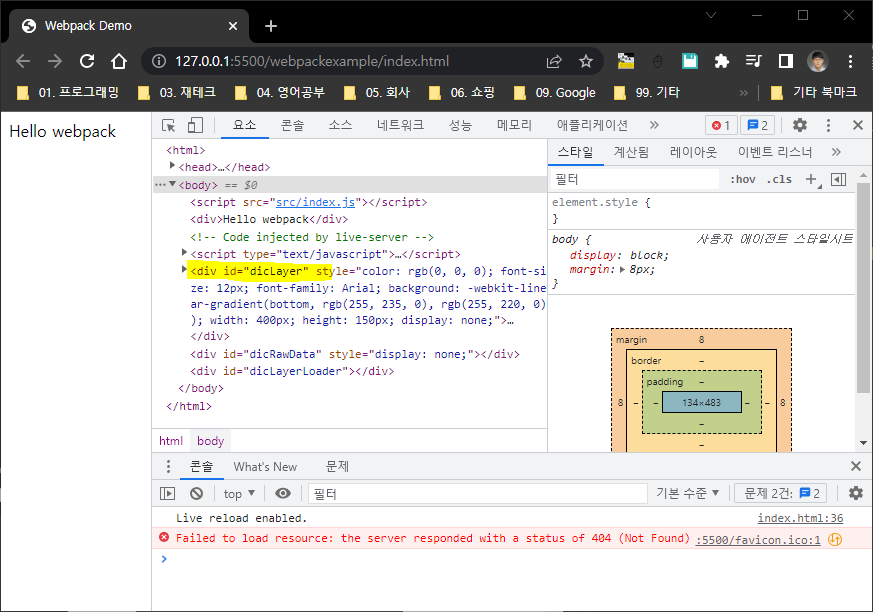 Webpack Demo
127.0.0.1:5500/webpackexample/index.html
01. 프로그래밍
03. 재테크
04. 영어공부
05. 회사
06. 쇼핑
09. Google
99. 기타
»
기타 북마크
Hello webpack
요소
콘솔
소스
네트워크
성능
메모리
애플리케이션
»
1
2
<html>
<head>…</head>
<body> == $0
<script src="src/index.js"></script>
<div>Hello webpack</div>
<!-- Code injected by live-server -->
<script type="text/javascript">…</script>
<div id="dicLayer" style="color: rgb(0, 0, 0); font-si
ze: 12px; font-family: Arial; background: -webkit-line
ar-gradient(bottom, rgb(255, 235, 0), rgb(255, 220, 0)
); width: 400px; height: 150px; display: none;">…
</div>
<div id="dicRawData" style="display: none;"></div>
<div id="dicLayerLoader"></div>
</body>
</html>
html
body
스타일
계산됨
레이아웃
이벤트 리스너
»
필터
:hov
.cls
element.style {
}
body {
사용자 에이전트 스타일시트
display: block;
margin: 8px;
}
margin
8
border
–
padding
–
8
–
–
134×483
–
–
8
–
–
콘솔
What's New
문제
top
필터
기본 수준
문제 2건:
2
Live reload enabled.
index.html:36
Failed to load resource: the server responded with a status of 404 (Not Found)
:5500/favicon.ico:1